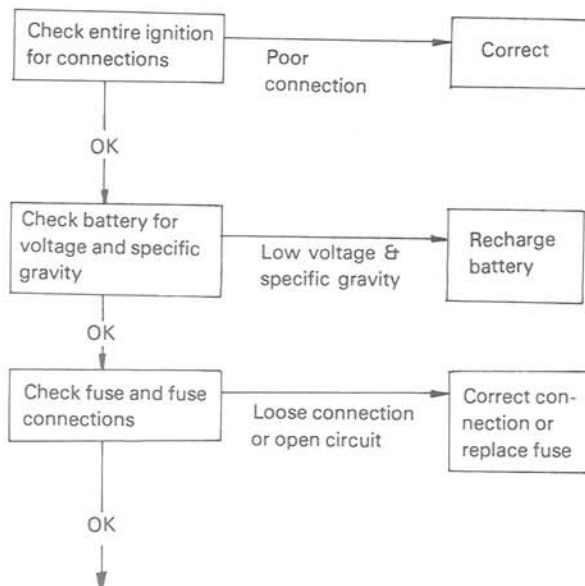 Check entire ignition
for connections
Poor
connection
Correct
OK
Check battery for
voltage and specific
gravity
Low voltage &
specific gravity
Recharge
battery
OK
Check fuse and fuse
connections
Loose connection
or open circuit
Correct con-
nection or
replace fuse
OK